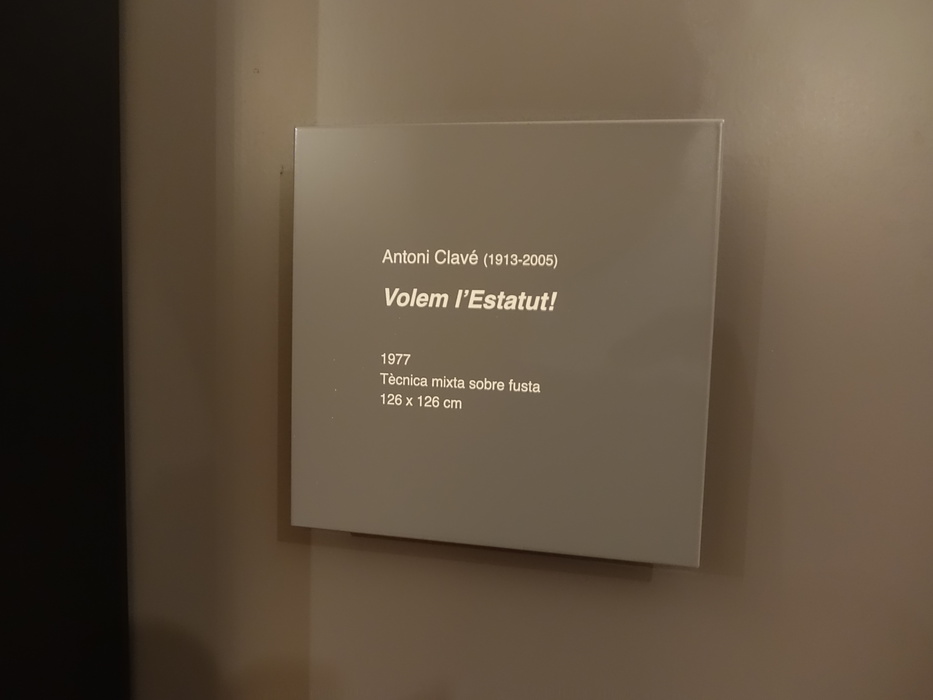 Antoni Clavé (1913-2005)
Volem l'Estatut!
1977
Tècnica mixta sobre fusta
126 x 126 cm